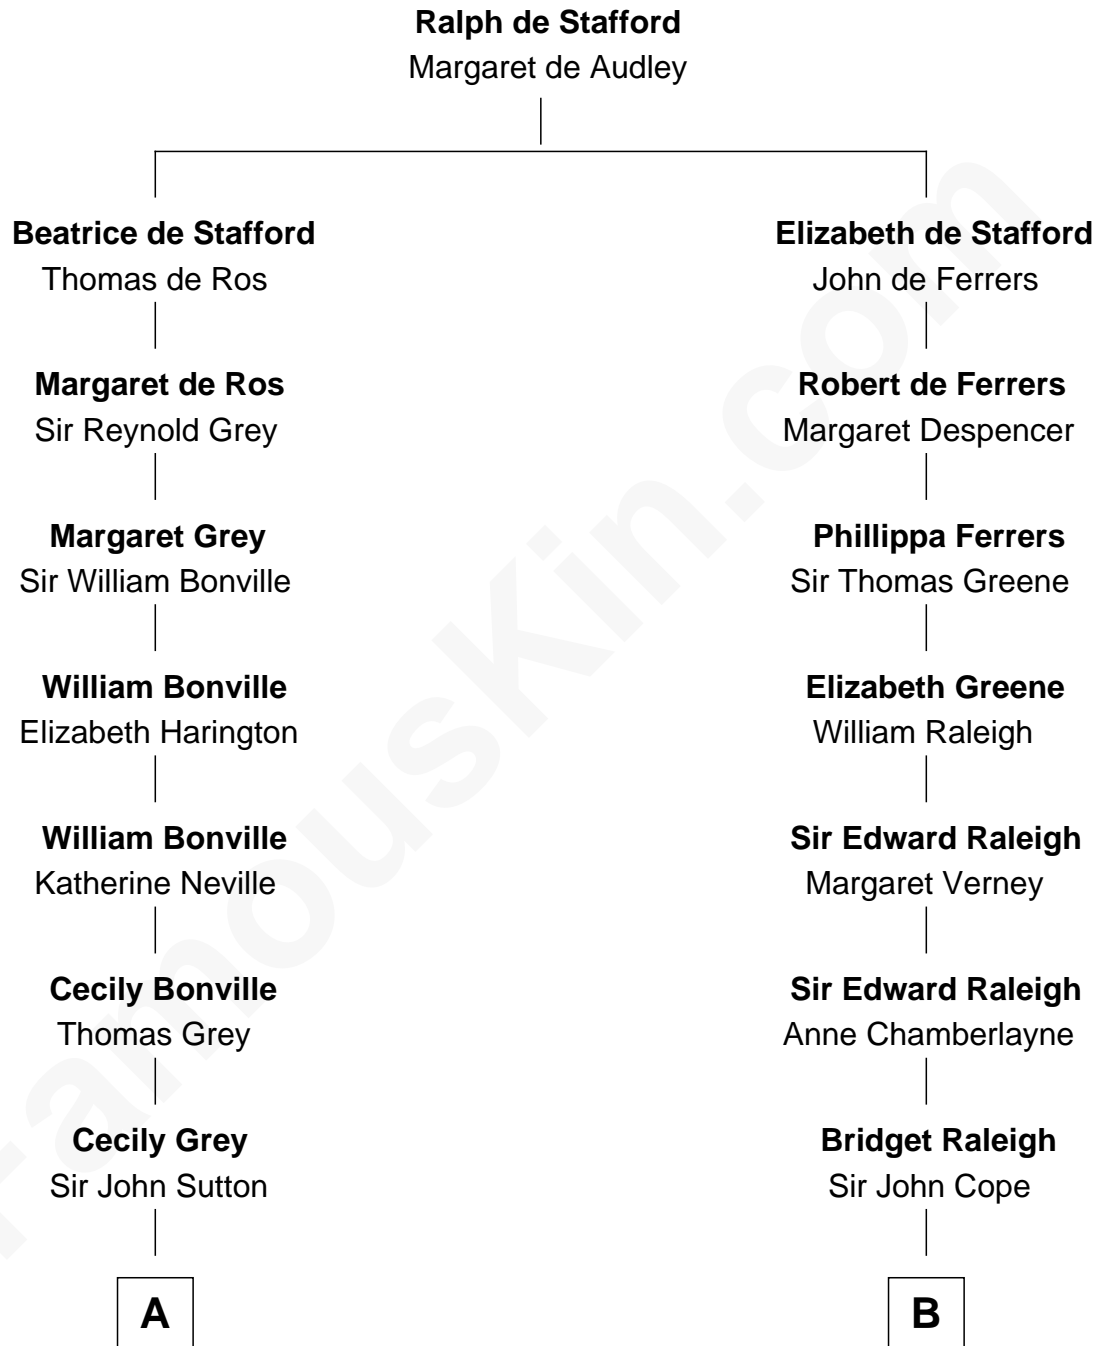 Ralph de Stafford
Margaret de Audley
Beatrice de Stafford
Thomas de Ros
Elizabeth de Stafford
John de Ferrers
Margaret de Ros
Sir Reynold Grey
Robert de Ferrers
Margaret Despencer
Margaret Grey
Sir William Bonville
Phillippa Ferrers
Sir Thomas Greene
William Bonville
Elizabeth Harington
Elizabeth Greene
William Raleigh
William Bonville
Katherine Neville
Sir Edward Raleigh
Margaret Verney
Cecily Bonville
Thomas Grey
Sir Edward Raleigh
Anne Chamberlayne
Cecily Grey
Sir John Sutton
Bridget Raleigh
Sir John Cope
A
B
FamousKin.com